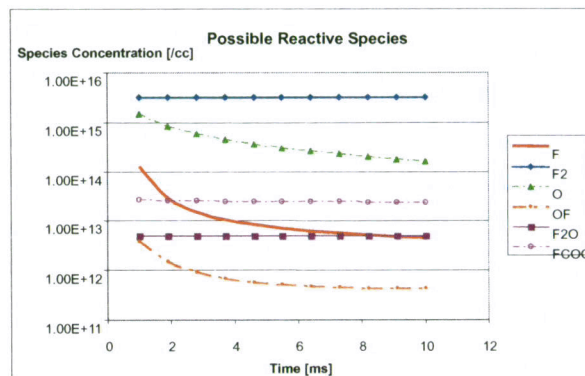 Possible Reactive Species
Species Concentration [/cc]
1.00E+16
1.00E+15
1.00E+14
1.00E+13
1.00E+12
1.00E+11
0 2 4 6 8 10 12
Time [ms]
F
F2
O
OF
F2O